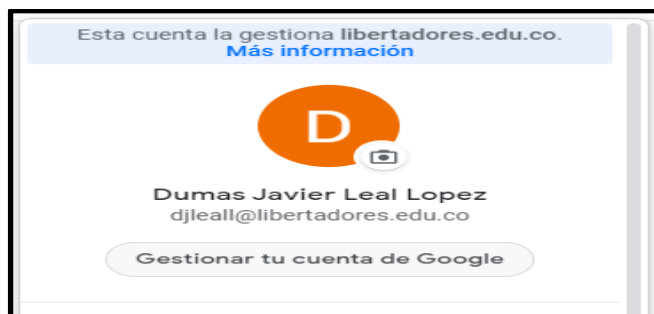 Esta cuenta la gestiona libertadores.edu.co.
Más información
D
Dumas Javier Leal Lopez
djleall@libertadores.edu.co
Gestionar tu cuenta de Google